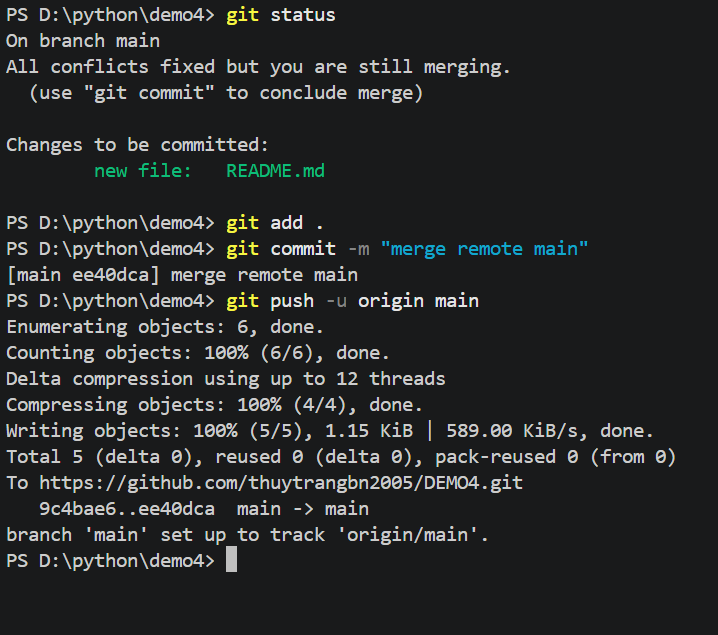 PS D:\python\demo4> git status
On branch main
All conflicts fixed but you are still merging.
  (use "git commit" to conclude merge)

Changes to be committed:
        new file:   README.md

PS D:\python\demo4> git add .
PS D:\python\demo4> git commit -m "merge remote main"
[main ee40dca] merge remote main
PS D:\python\demo4> git push -u origin main
Enumerating objects: 6, done.
Counting objects: 100% (6/6), done.
Delta compression using up to 12 threads
Compressing objects: 100% (4/4), done.
Writing objects: 100% (5/5), 1.15 KiB | 589.00 KiB/s, done.
Total 5 (delta 0), reused 0 (delta 0), pack-reused 0 (from 0)
To https://github.com/thuytrangbn2005/DEMO4.git
   9c4bae6..ee40dca  main -> main
branch 'main' set up to track 'origin/main'.
PS D:\python\demo4>